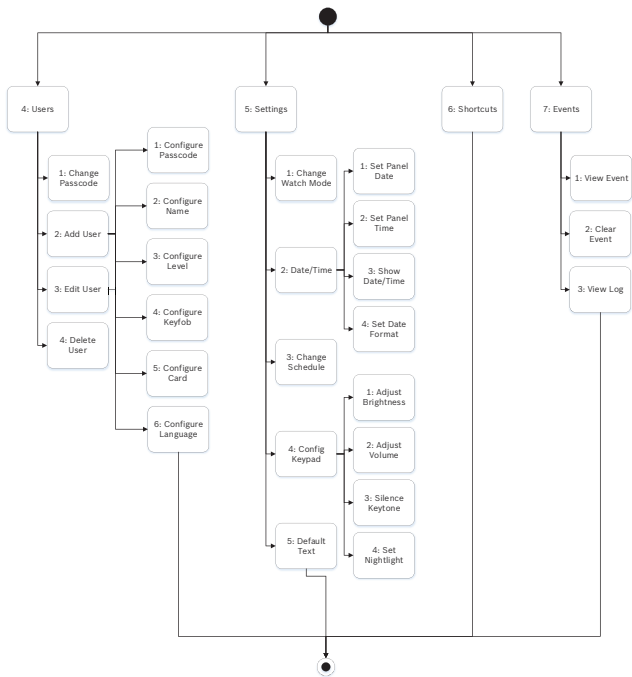 4: Users
5: Settings
6: Shortcuts
7: Events
1: Change
Passcode
2: Add User
3: Edit User
4: Delete
User
1: Configure
Passcode
2: Configure
Name
3: Configure
Level
4: Configure
Keyfob
5: Configure
Card
6: Configure
Language
1: Change
Watch Mode
2: Date/Time
3: Change
Schedule
4: Config
Keypad
5: Default
Text
1: Set Panel
Date
2: Set Panel
Time
3: Show
Date/Time
4: Set Date
Format
1: Adjust
Brightness
2: Adjust
Volume
3: Silence
Keytone
4: Set
Nightlight
1: View Event
2: Clear
Event
3: View Log